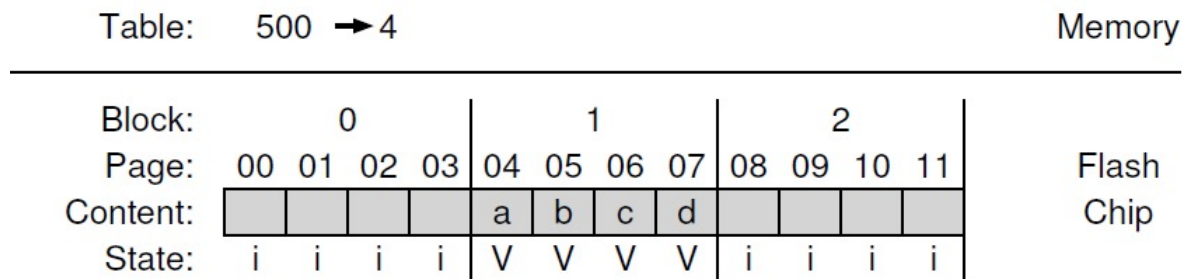 Table: 500 → 4 Memory
Block: 0 1 2
Page: 00 01 02 03 04 05 06 07 08 09 10 11 Flash
Content: a b c d Chip
State: i i i i V V V V i i i i